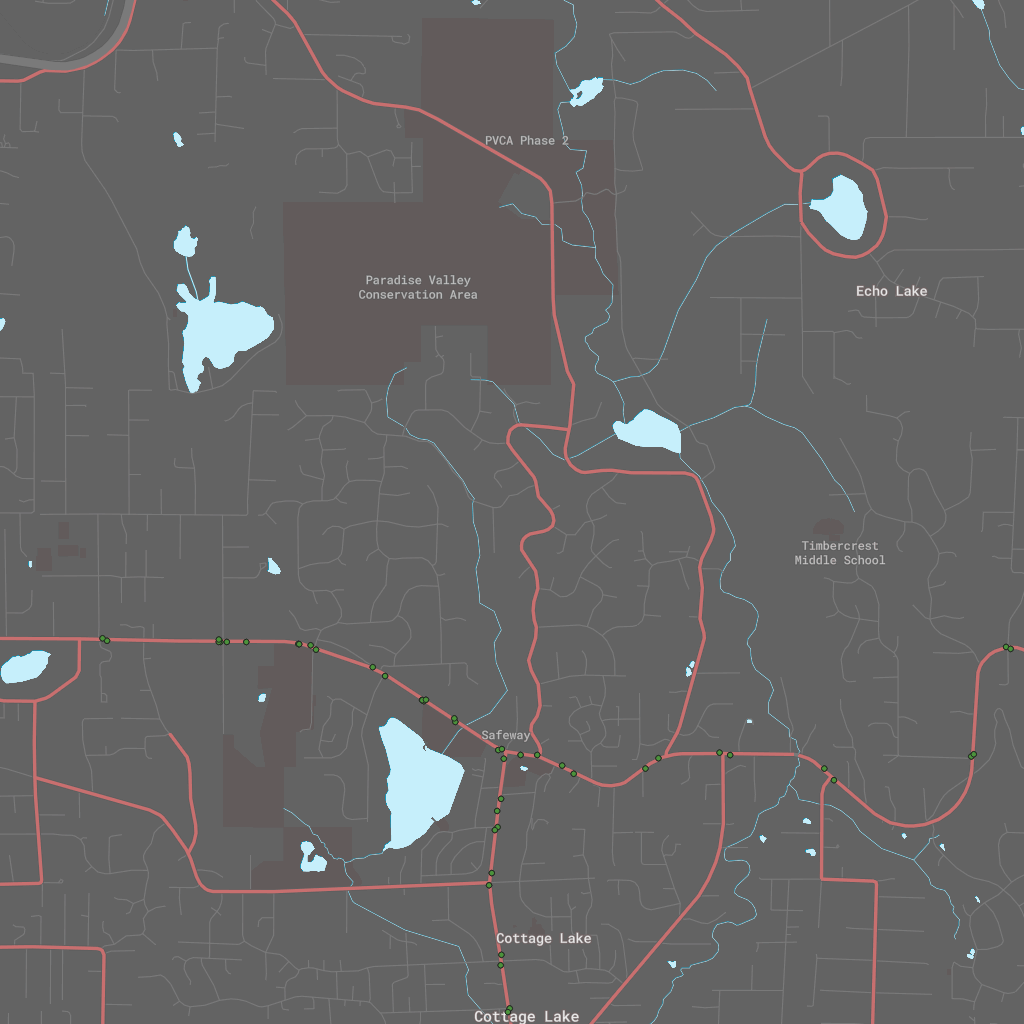 PVCA Phase 2
Paradise Valley
Conservation Area
Echo Lake
Timbercrest
Middle School
Safeway
Cottage Lake
Cottage Lake